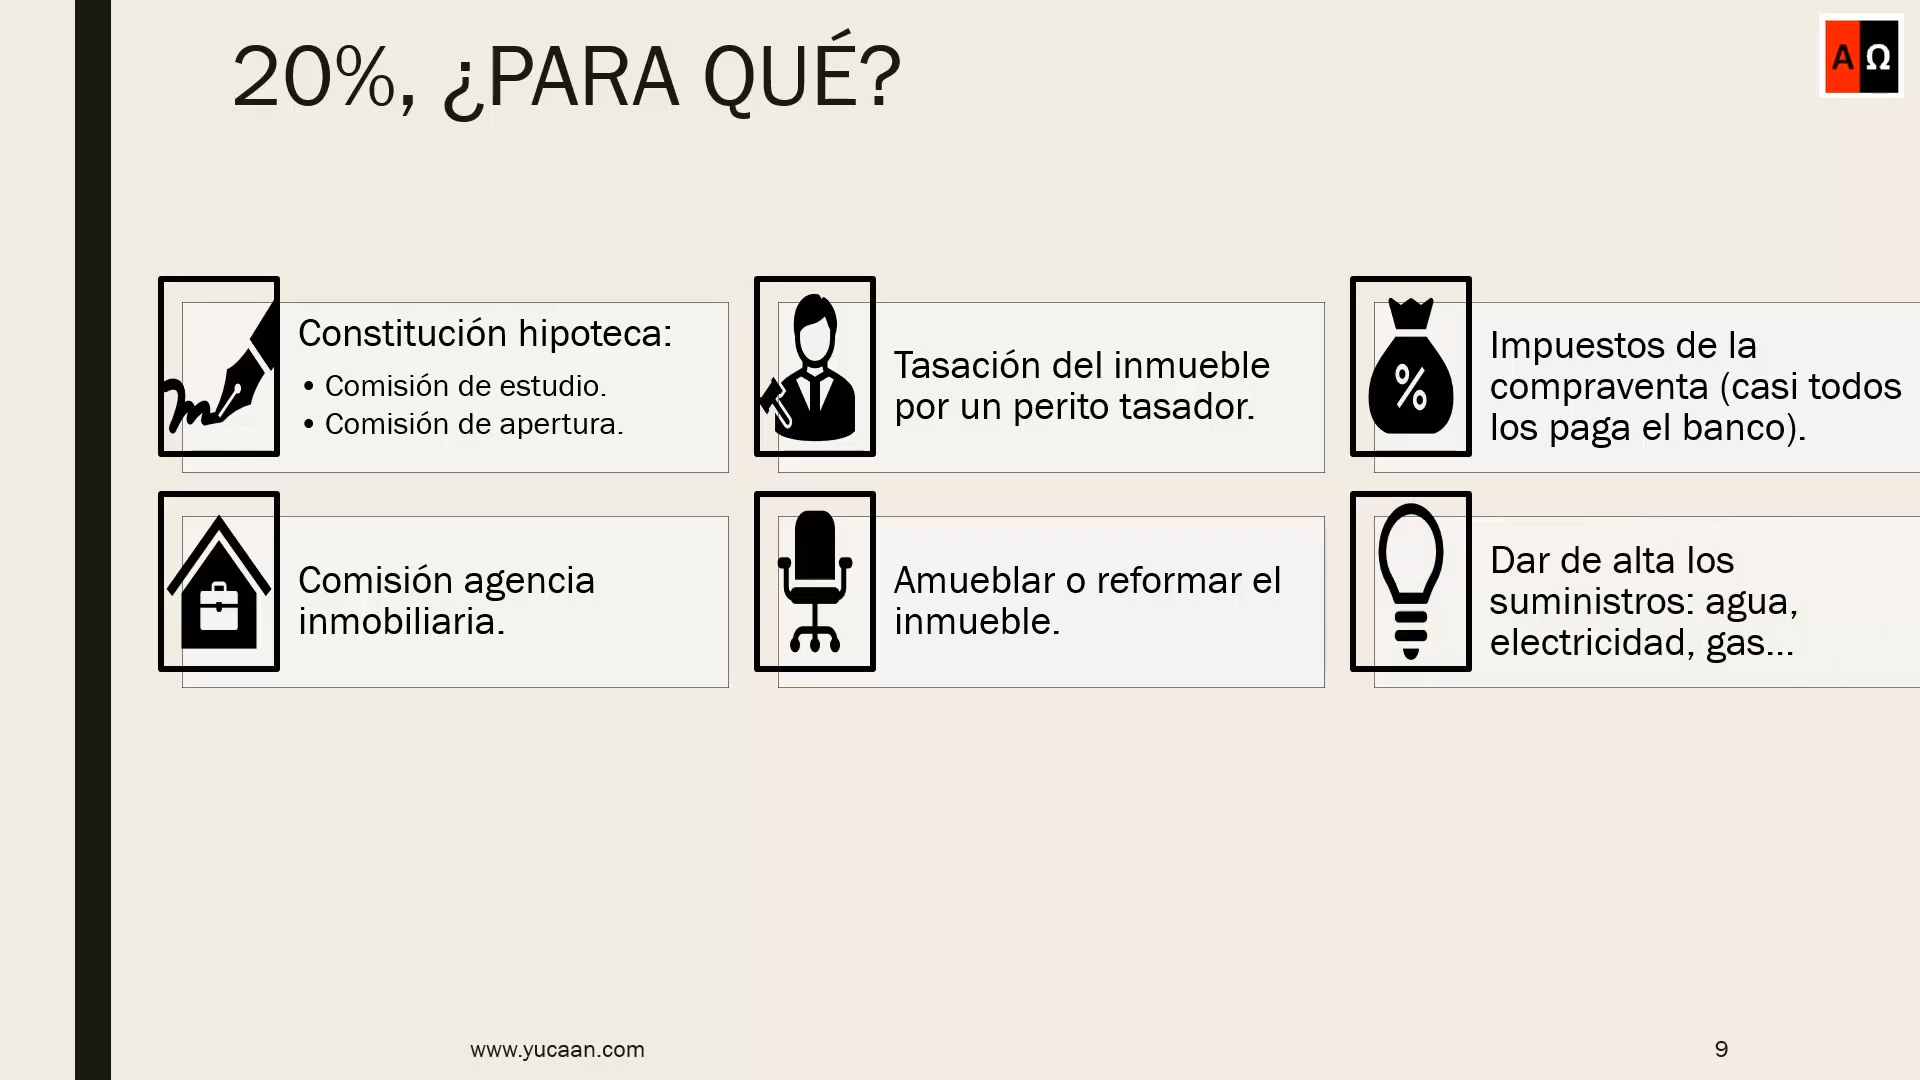 20%, ¿PARA QUÉ?
A Ω
Constitución hipoteca:
• Comisión de estudio.
• Comisión de apertura.
Tasación del inmueble
por un perito tasador.
%
Impuestos de la
compraventa (casi todos
los paga el banco).
Comisión agencia
inmobiliaria.
Amueblar o reformar el
inmueble.
Dar de alta los
suministros: agua,
electricidad, gas...
www.yucaan.com
9